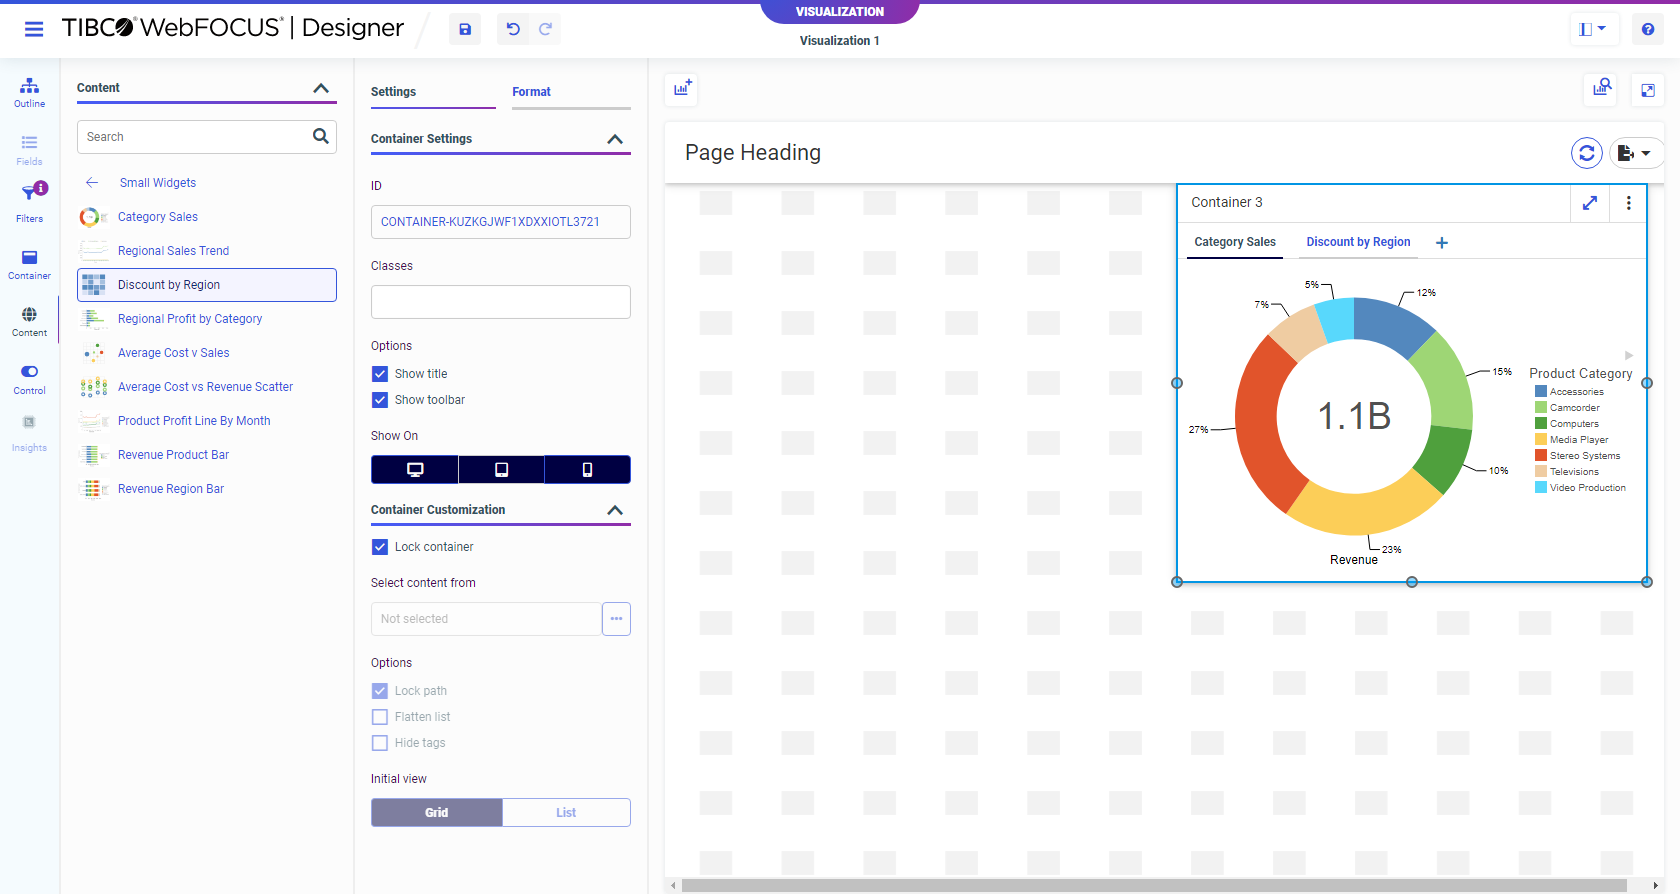 VISUALIZATION
TIBCO® WebFOCUS® | Designer
Visualization 1
Outline
Fields
Filters
Container
Content
Control
Insights
Content
Search
Small Widgets
Category Sales
Regional Sales Trend
Discount by Region
Regional Profit by Category
Average Cost v Sales
Average Cost vs Revenue Scatter
Product Profit Line By Month
Revenue Product Bar
Revenue Region Bar
Settings
Format
Container Settings
ID
CONTAINER-KUZKGJWF1XDXXIOTL3721
Classes
Options
Show title
Show toolbar
Show On
Container Customization
Lock container
Select content from
Not selected
Options
Lock path
Flatten list
Hide tags
Initial view
Grid
List
Page Heading
Container 3
Category Sales
Discount by Region
5%
12%
7%
15%
27%
10%
23%
1.1B
Revenue
Product Category
Accessories
Camcorder
Computers
Media Player
Stereo Systems
Televisions
Video Production